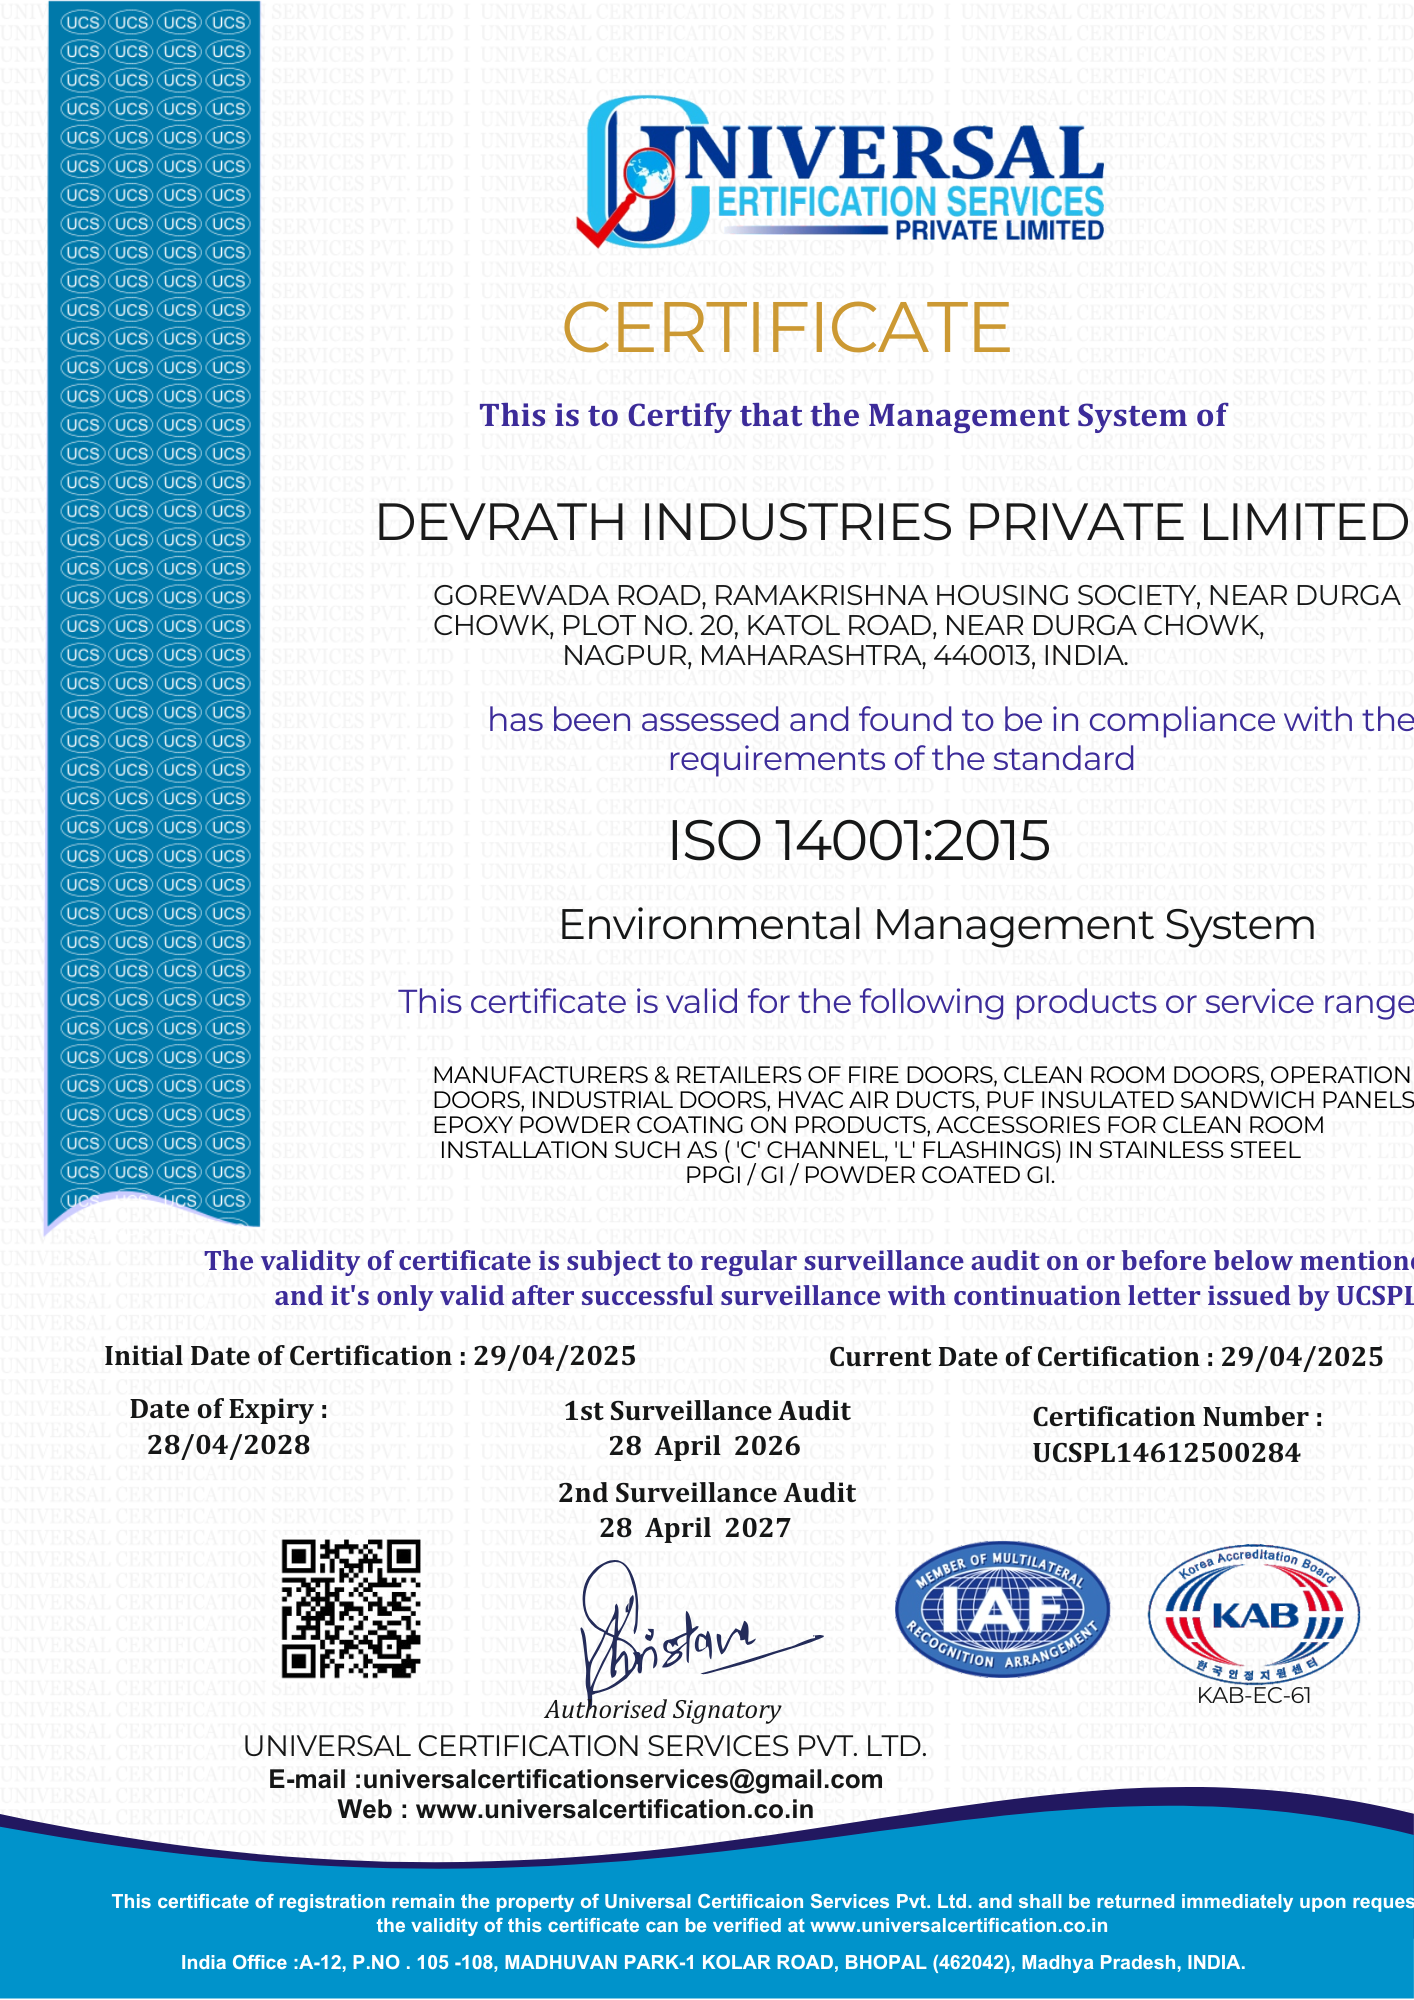 UNIVERSAL
CERTIFICATION SERVICES
PRIVATE LIMITED
CERTIFICATE
This is to Certify that the Management System of
DEVRATH INDUSTRIES PRIVATE LIMITED
GOREWADA ROAD, RAMAKRISHNA HOUSING SOCIETY, NEAR DURGA
CHOWK, PLOT NO. 20, KATOL ROAD, NEAR DURGA CHOWK,
NAGPUR, MAHARASHTRA, 440013, INDIA.
has been assessed and found to be in compliance with the
requirements of the standard
ISO 14001:2015
Environmental Management System
This certificate is valid for the following products or service range
MANUFACTURERS & RETAILERS OF FIRE DOORS, CLEAN ROOM DOORS, OPERATION
DOORS, INDUSTRIAL DOORS, HVAC AIR DUCTS, PUF INSULATED SANDWICH PANELS
EPOXY POWDER COATING ON PRODUCTS, ACCESSORIES FOR CLEAN ROOM
INSTALLATION SUCH AS ( 'C' CHANNEL, 'L' FLASHINGS) IN STAINLESS STEEL
PPGI / GI / POWDER COATED GI.
The validity of certificate is subject to regular surveillance audit on or before below mention
and it's only valid after successful surveillance with continuation letter issued by UCSPL
Initial Date of Certification : 29/04/2025
Current Date of Certification : 29/04/2025
Date of Expiry :
28/04/2028
1st Surveillance Audit
28 April 2026
Certification Number :
UCSPL14612500284
2nd Surveillance Audit
28 April 2027
MEMBER OF MULTILATERAL
IAF
RECOGNITION ARRANGEMENT
Korea Accreditation Board
KAB
한국인정지원센터
KAB-EC-61
Authorised Signatory
UNIVERSAL CERTIFICATION SERVICES PVT. LTD.
E-mail :universalcertificationservices@gmail.com
Web : www.universalcertification.co.in
This certificate of registration remain the property of Universal Certificaion Services Pvt. Ltd. and shall be returned immediately upon reques
the validity of this certificate can be verified at www.universalcertification.co.in
India Office :A-12, P.NO . 105 -108, MADHUVAN PARK-1 KOLAR ROAD, BHOPAL (462042), Madhya Pradesh, INDIA.